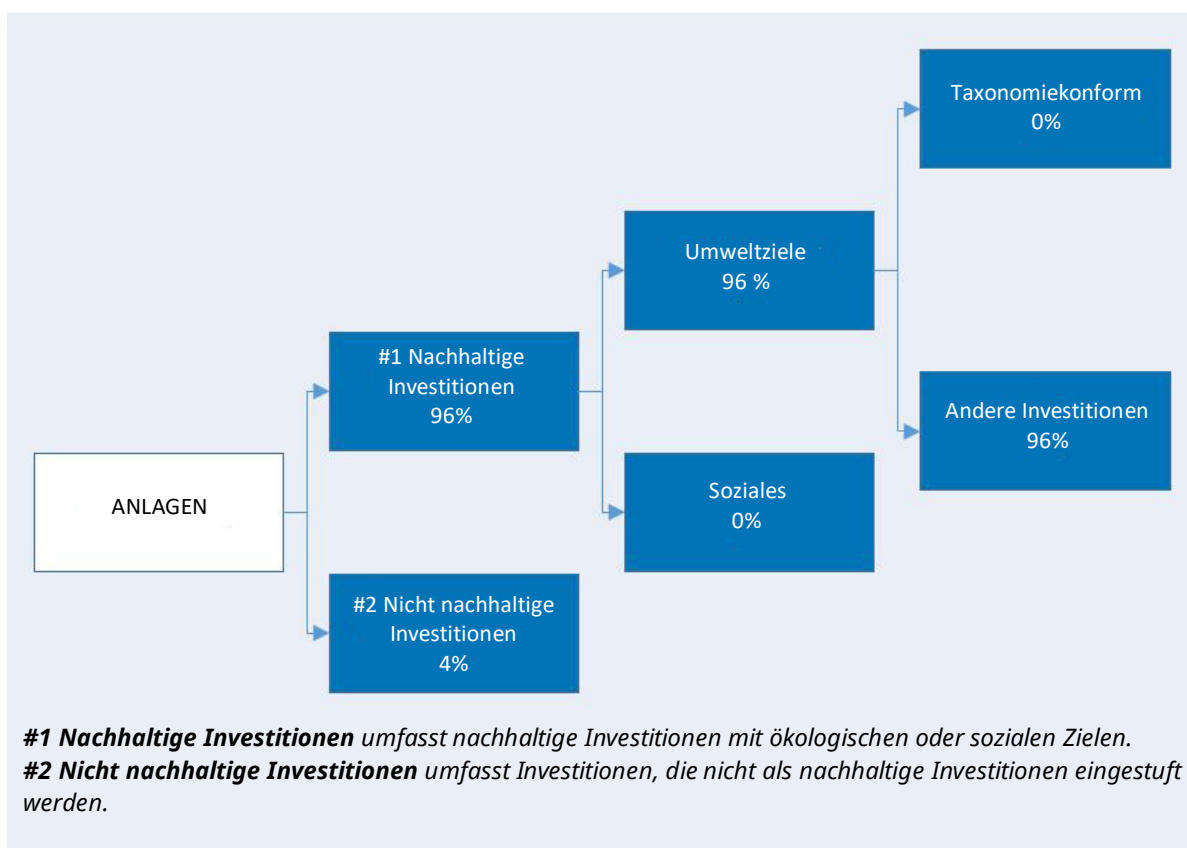 Taxonomiekonform
0%
Umweltziele
96 %
#1 Nachhaltige
Investitionen
96%
Andere Investitionen
96%
ANLAGEN
Soziales
0%
#2 Nicht nachhaltige
Investitionen
4%
#1 Nachhaltige Investitionen umfasst nachhaltige Investitionen mit ökologischen oder sozialen Zielen.
#2 Nicht nachhaltige Investitionen umfasst Investitionen, die nicht als nachhaltige Investitionen eingestuft
werden.